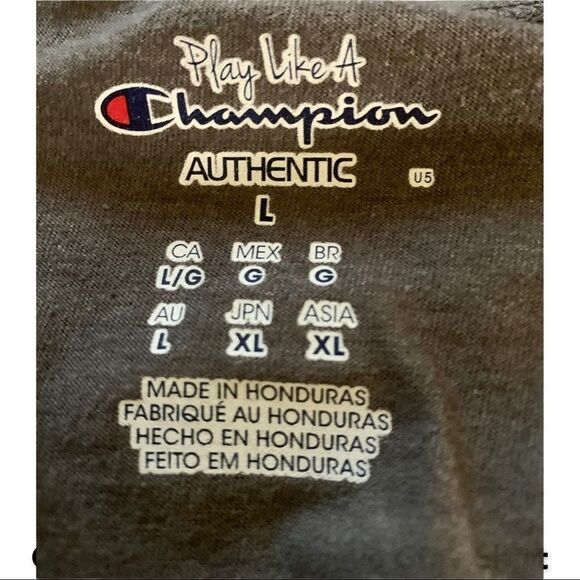 Play Like A
Champion
AUTHENTIC
U5
L
CA MEX BR
L/G G G
AU JPN ASIA
L XL XL
MADE IN HONDURAS
FABRIQUÉ AU HONDURAS
HECHO EN HONDURAS
FEITO EM HONDURAS